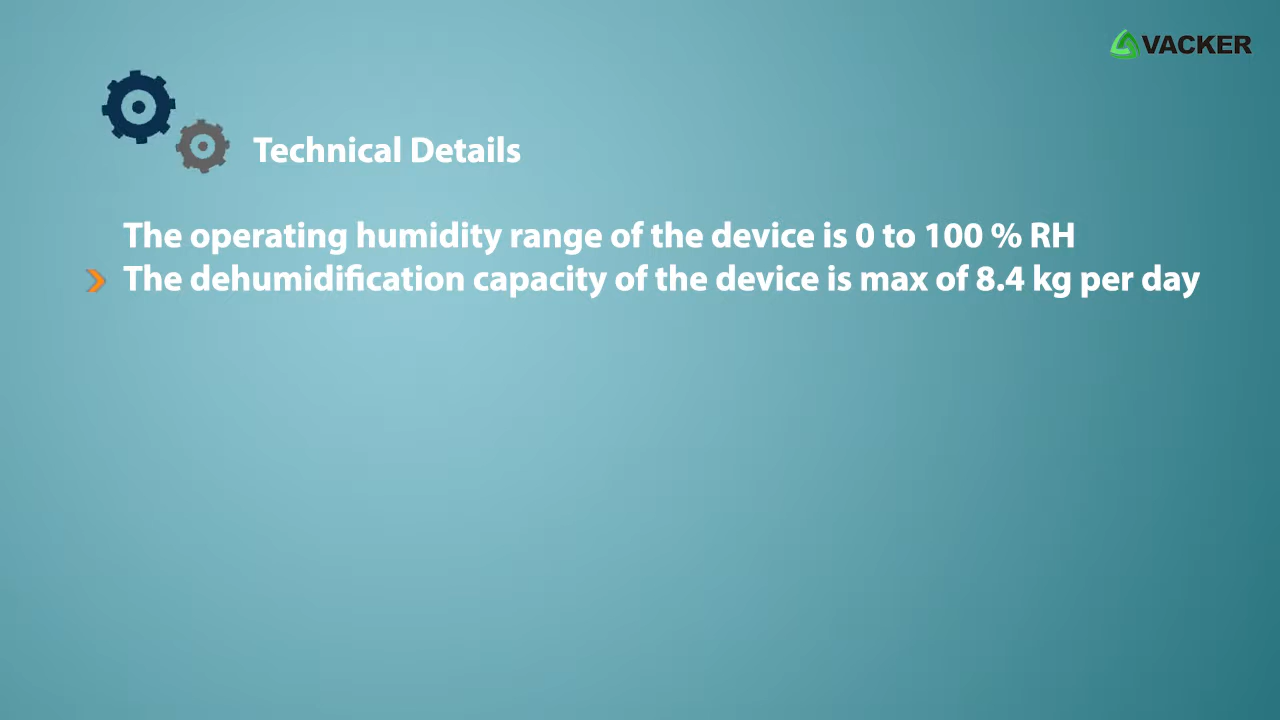 VACKER
Technical Details
The operating humidity range of the device is 0 to 100 % RH
The dehumidification capacity of the device is max of 8.4 kg per day